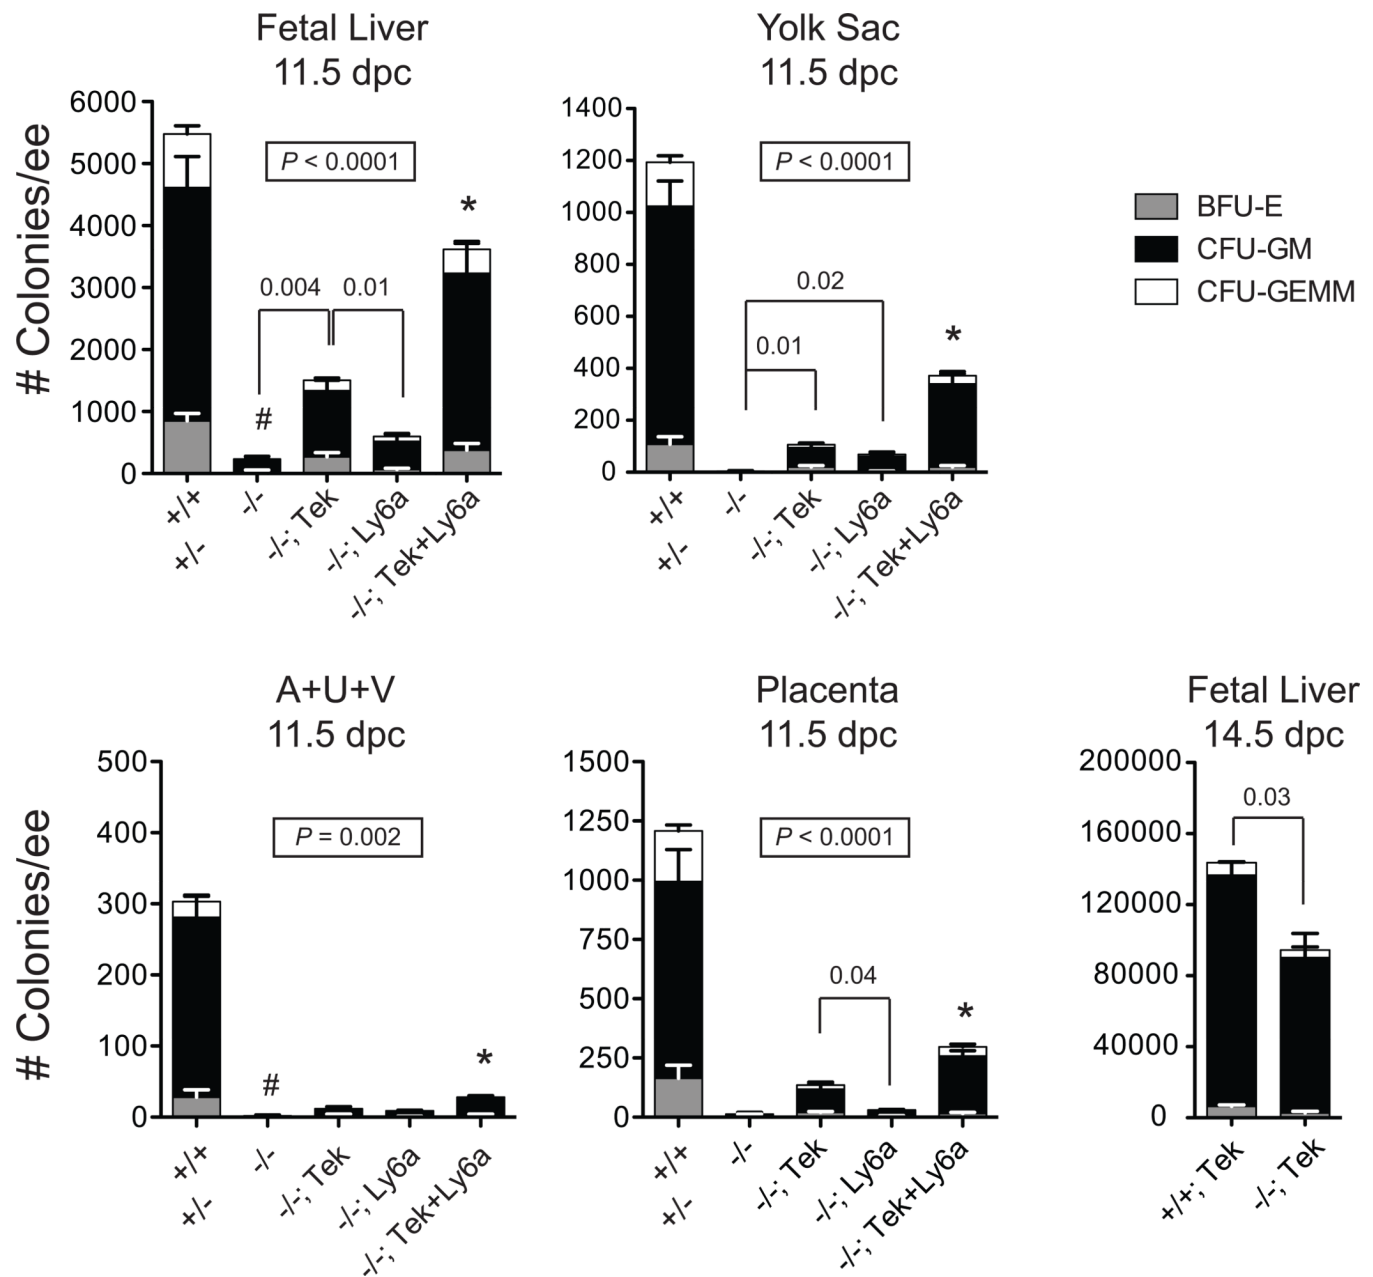 Fetal Liver
11.5 dpc
# Colonies/ee
6000
5000
4000
3000
2000
1000
0
P < 0.0001
*
0.004
0.01
#
+/+
+/-
-/-
-/-; Tek
-/-; Ly6a
-/-; Tek+Ly6a
Yolk Sac
11.5 dpc
1400
1200
1000
800
600
400
200
0
P < 0.0001
0.02
0.01
*
+/+
+/-
-/-
-/-; Tek
-/-; Ly6a
-/-; Tek+Ly6a
BFU-E
CFU-GM
CFU-GEMM
A+U+V
11.5 dpc
# Colonies/ee
500
400
300
200
100
0
P = 0.002
#
*
+/+
+/-
-/-
-/-; Tek
-/-; Ly6a
-/-; Tek+Ly6a
Placenta
11.5 dpc
1500
1250
1000
750
500
250
0
P < 0.0001
0.04
*
+/+
+/-
-/-
-/-; Tek
-/-; Ly6a
-/-; Tek+Ly6a
Fetal Liver
14.5 dpc
200000
160000
120000
80000
40000
0
0.03
+/+; Tek
-/-; Tek